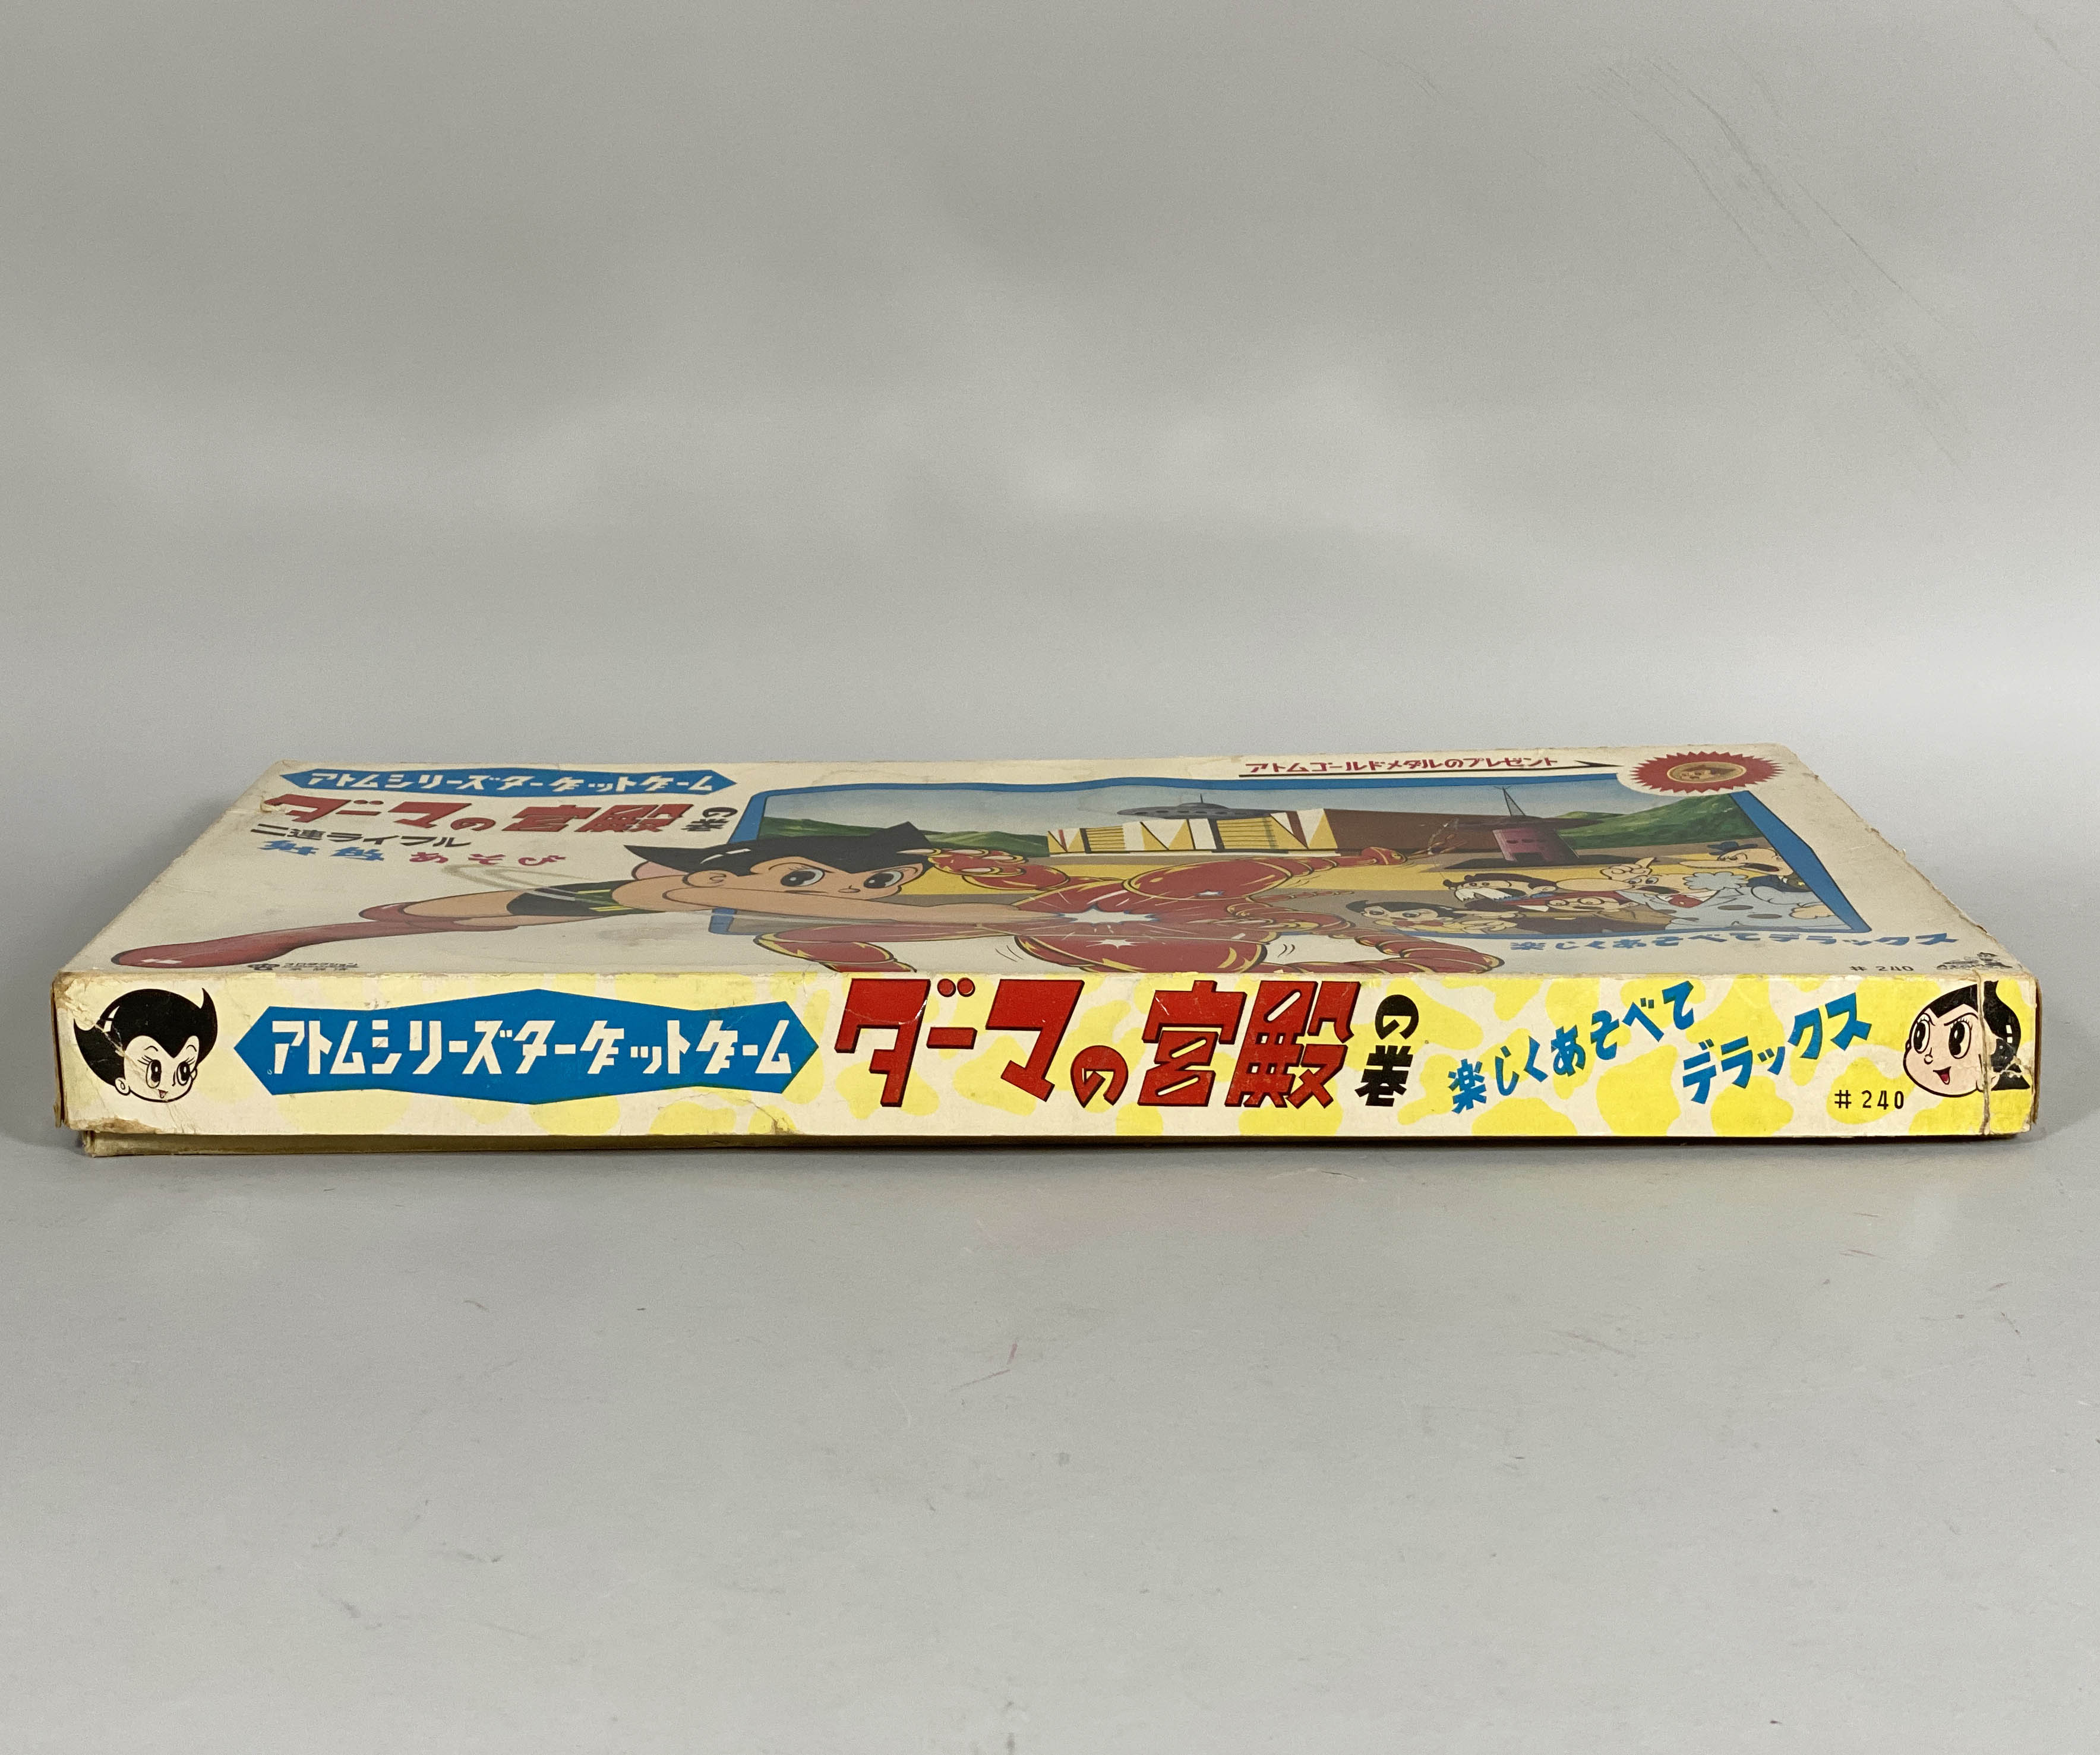 アトムシリーズターゲットゲーム
ダーマの宮殿の巻
二連ライフル
あそび
アトムゴールドメダルのプレゼント
楽しくあそべてデラックス
# 240
アトムシリーズターゲットゲーム
ダーマの宮殿の巻
楽しくあそべて
デラックス
# 240